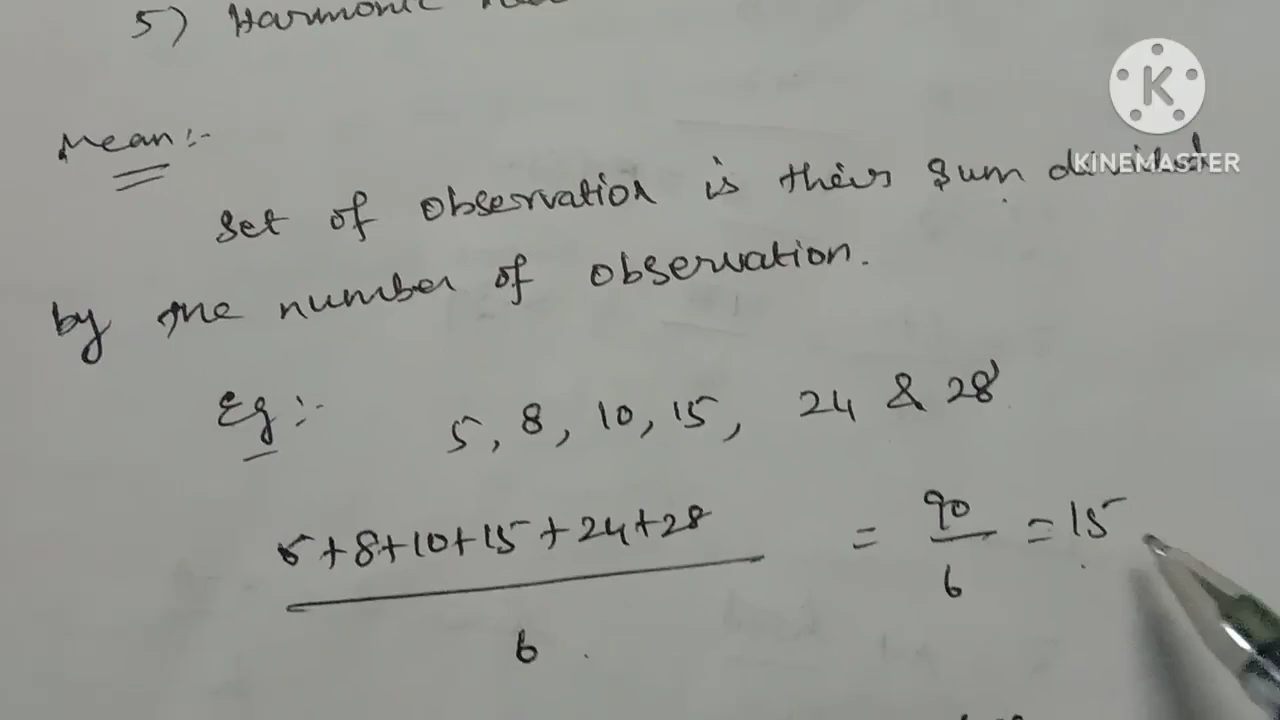 5) Harmonic
Mean :-
K
KINEMASTER
Set of observation is their sum divided
by the number of observation.
Eg :- 5, 8, 10, 15, 24 & 28
5+8+10+15+24+28 / 6 = 90 / 6 = 15